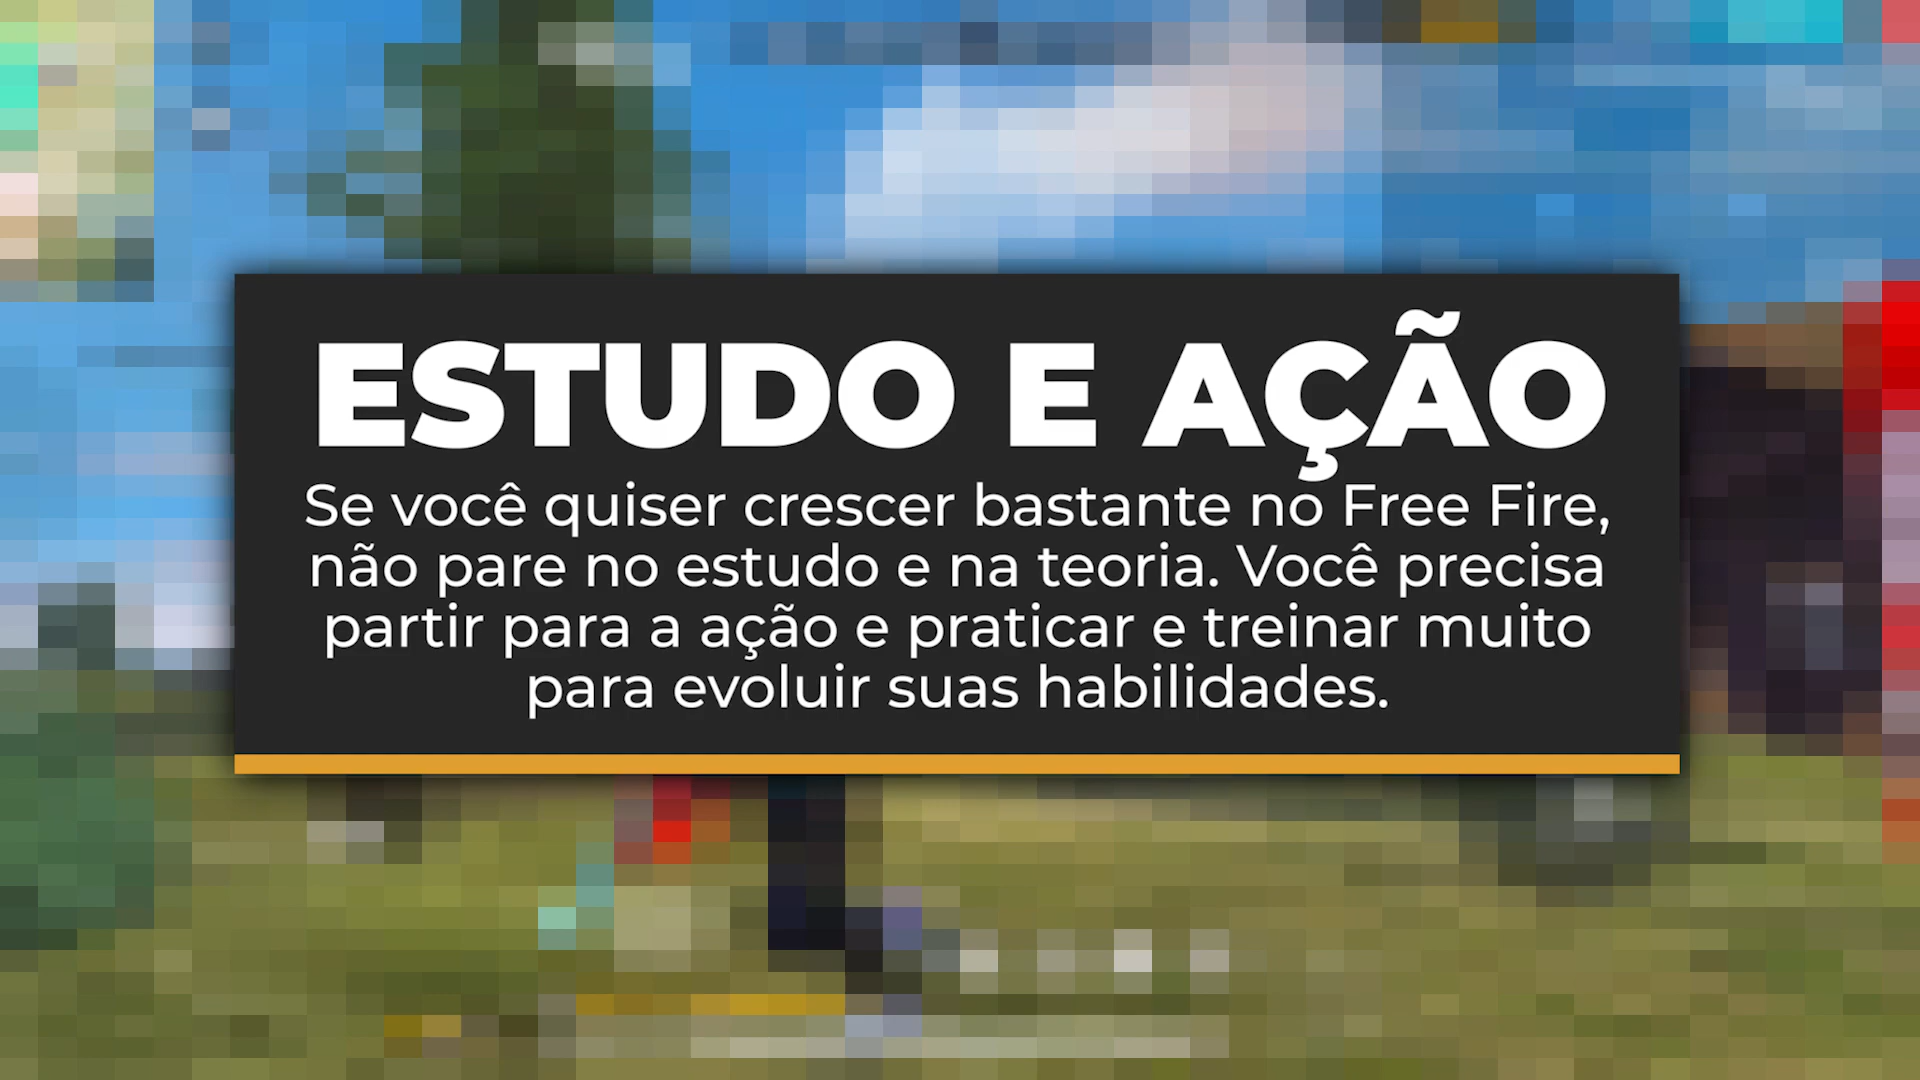 ESTUDO E AÇÃO
Se você quiser crescer bastante no Free Fire,
não pare no estudo e na teoria. Você precisa
partir para a ação e praticar e treinar muito
para evoluir suas habilidades.